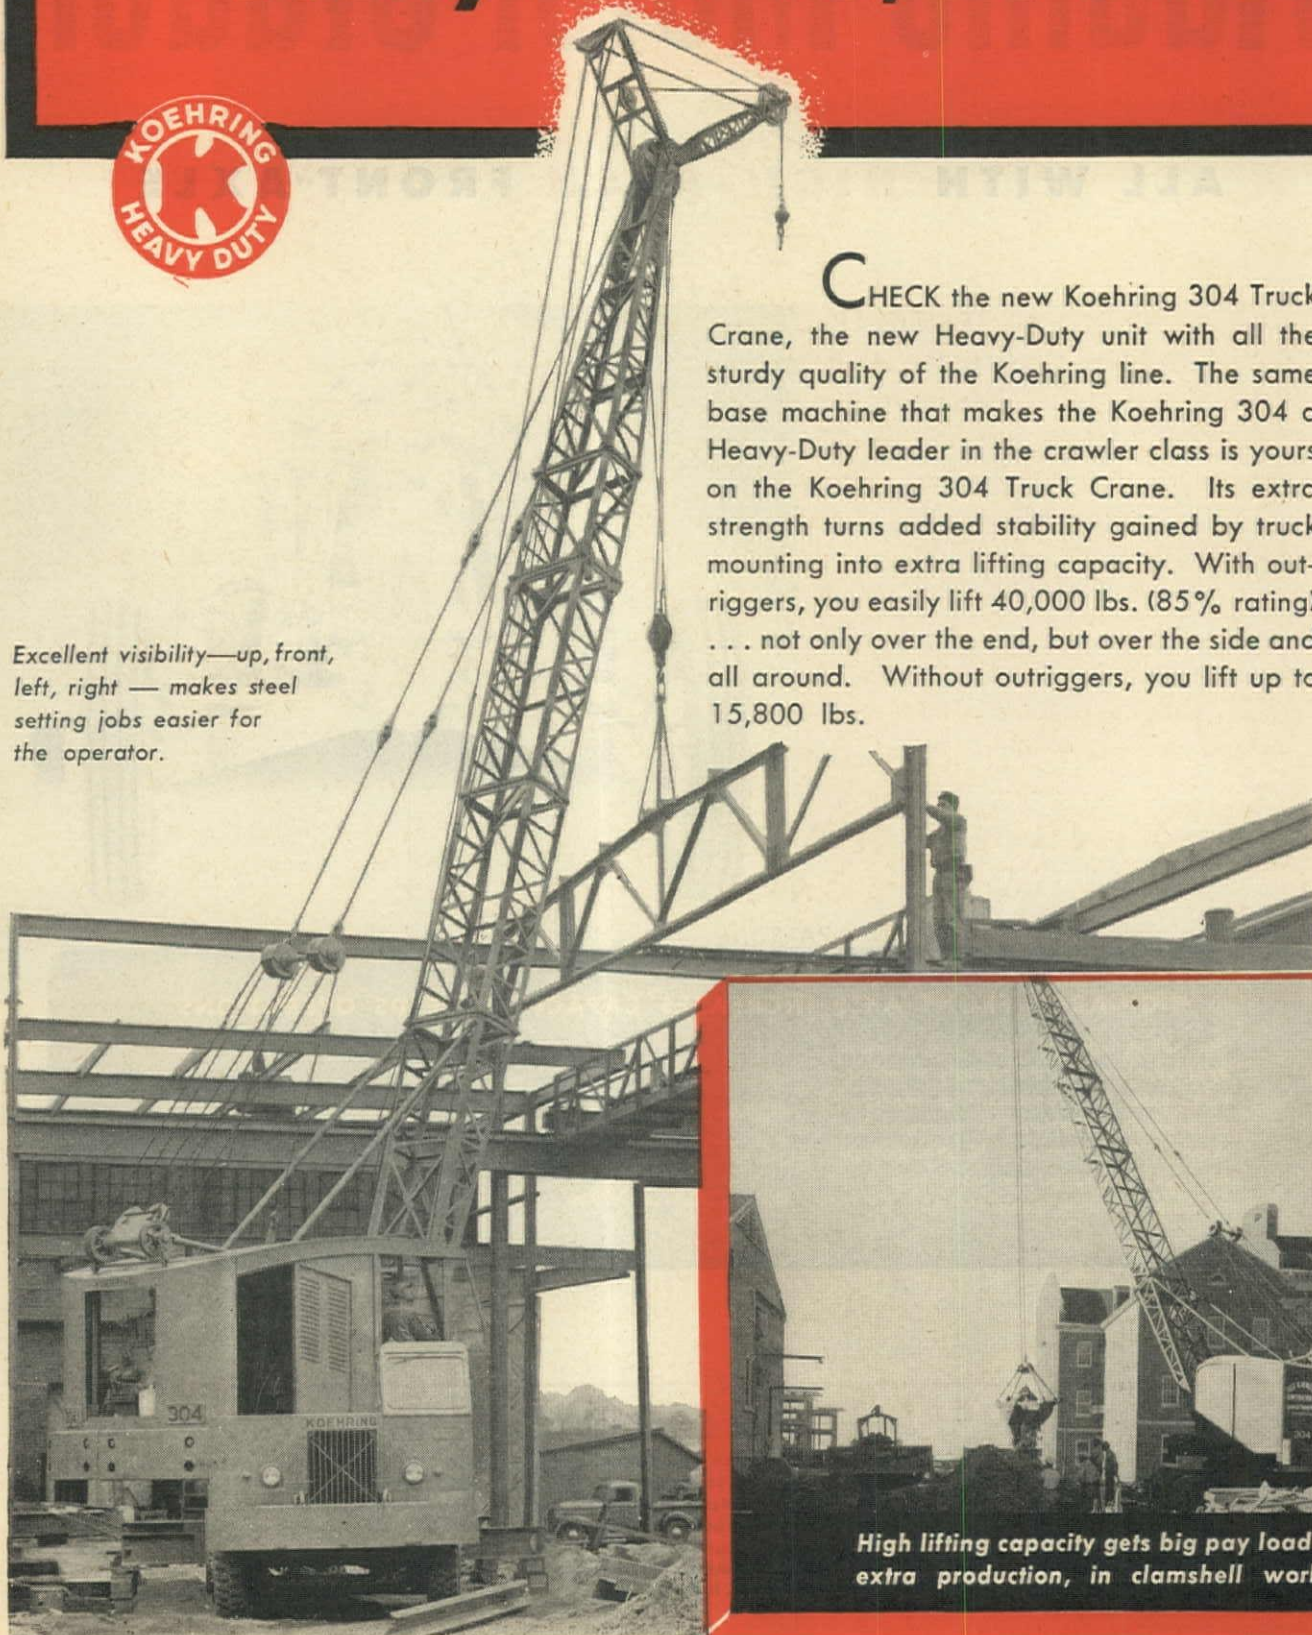 KOEHRING
K
HEAVY DUTY
CHECK the new Koehring 304 Truck
Crane, the new Heavy-Duty unit with all the
sturdy quality of the Koehring line. The same
base machine that makes the Koehring 304 a
Heavy-Duty leader in the crawler class is yours
on the Koehring 304 Truck Crane. Its extra
strength turns added stability gained by truck
mounting into extra lifting capacity. With out-
riggers, you easily lift 40,000 lbs. (85% rating)
. . . not only over the end, but over the side and
all around. Without outriggers, you lift up to
15,800 lbs.
Excellent visibility—up, front,
left, right — makes steel
setting jobs easier for
the operator.
304
KOEHRING
304
High lifting capacity gets big pay load
extra production, in clamshell work